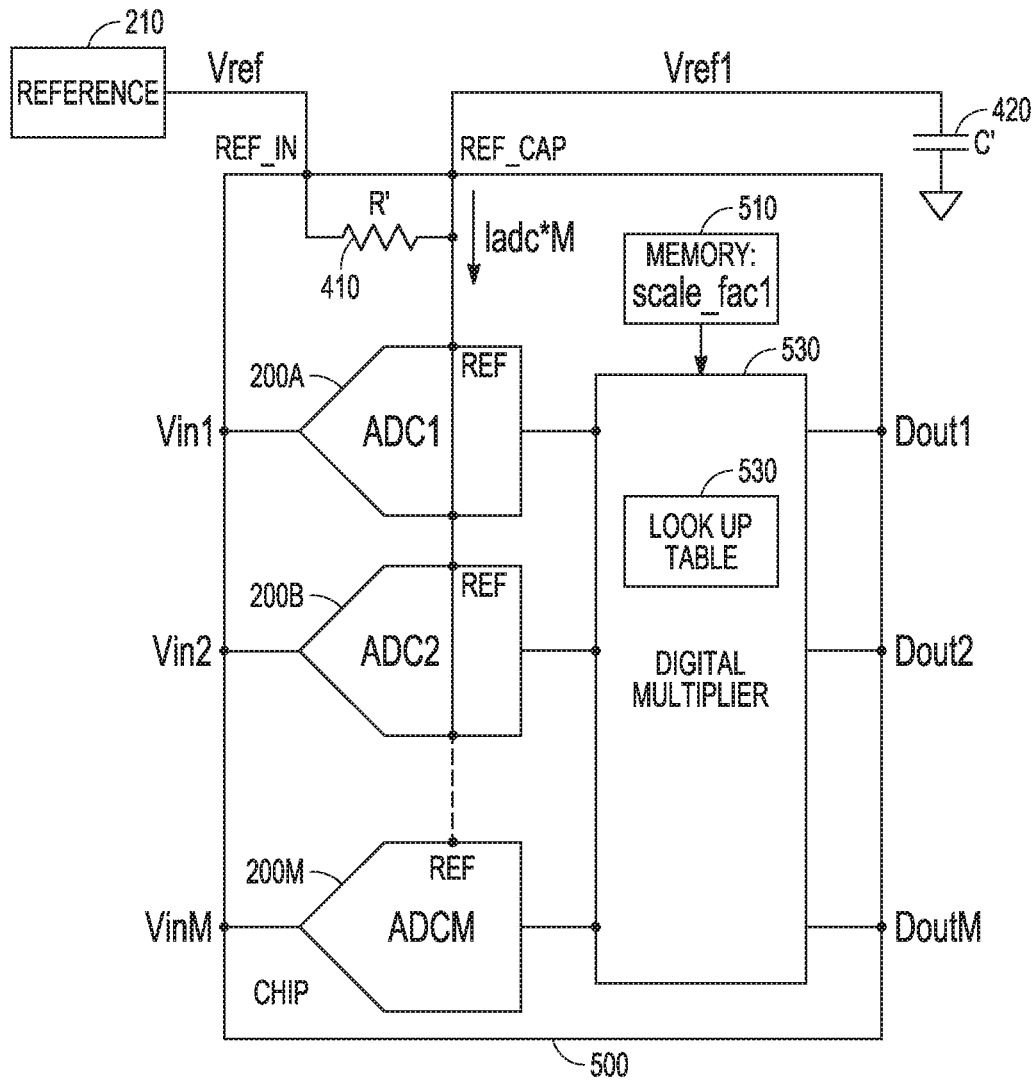 210
REFERENCE
Vref
Vref1
420
C'
REF_IN
REF_CAP
R'
410
Iadc*M
510
MEMORY:
scale_fac1
530
200A
REF
ADC1
Vin1
Dout1
530
LOOK UP
TABLE
200B
REF
ADC2
Vin2
Dout2
DIGITAL
MULTIPLIER
200M
REF
ADCM
VinM
DoutM
CHIP
500